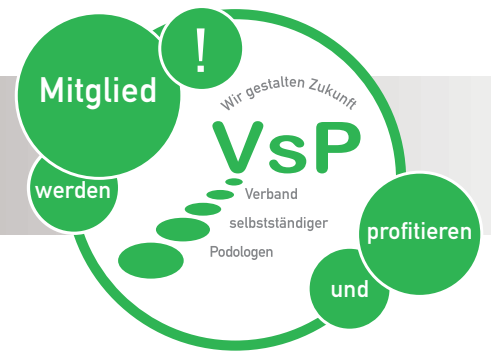 !
Mitglied
werden
Wir gestalten Zukunft
VsP
Verband
selbstständiger
Podologen
und
profitieren